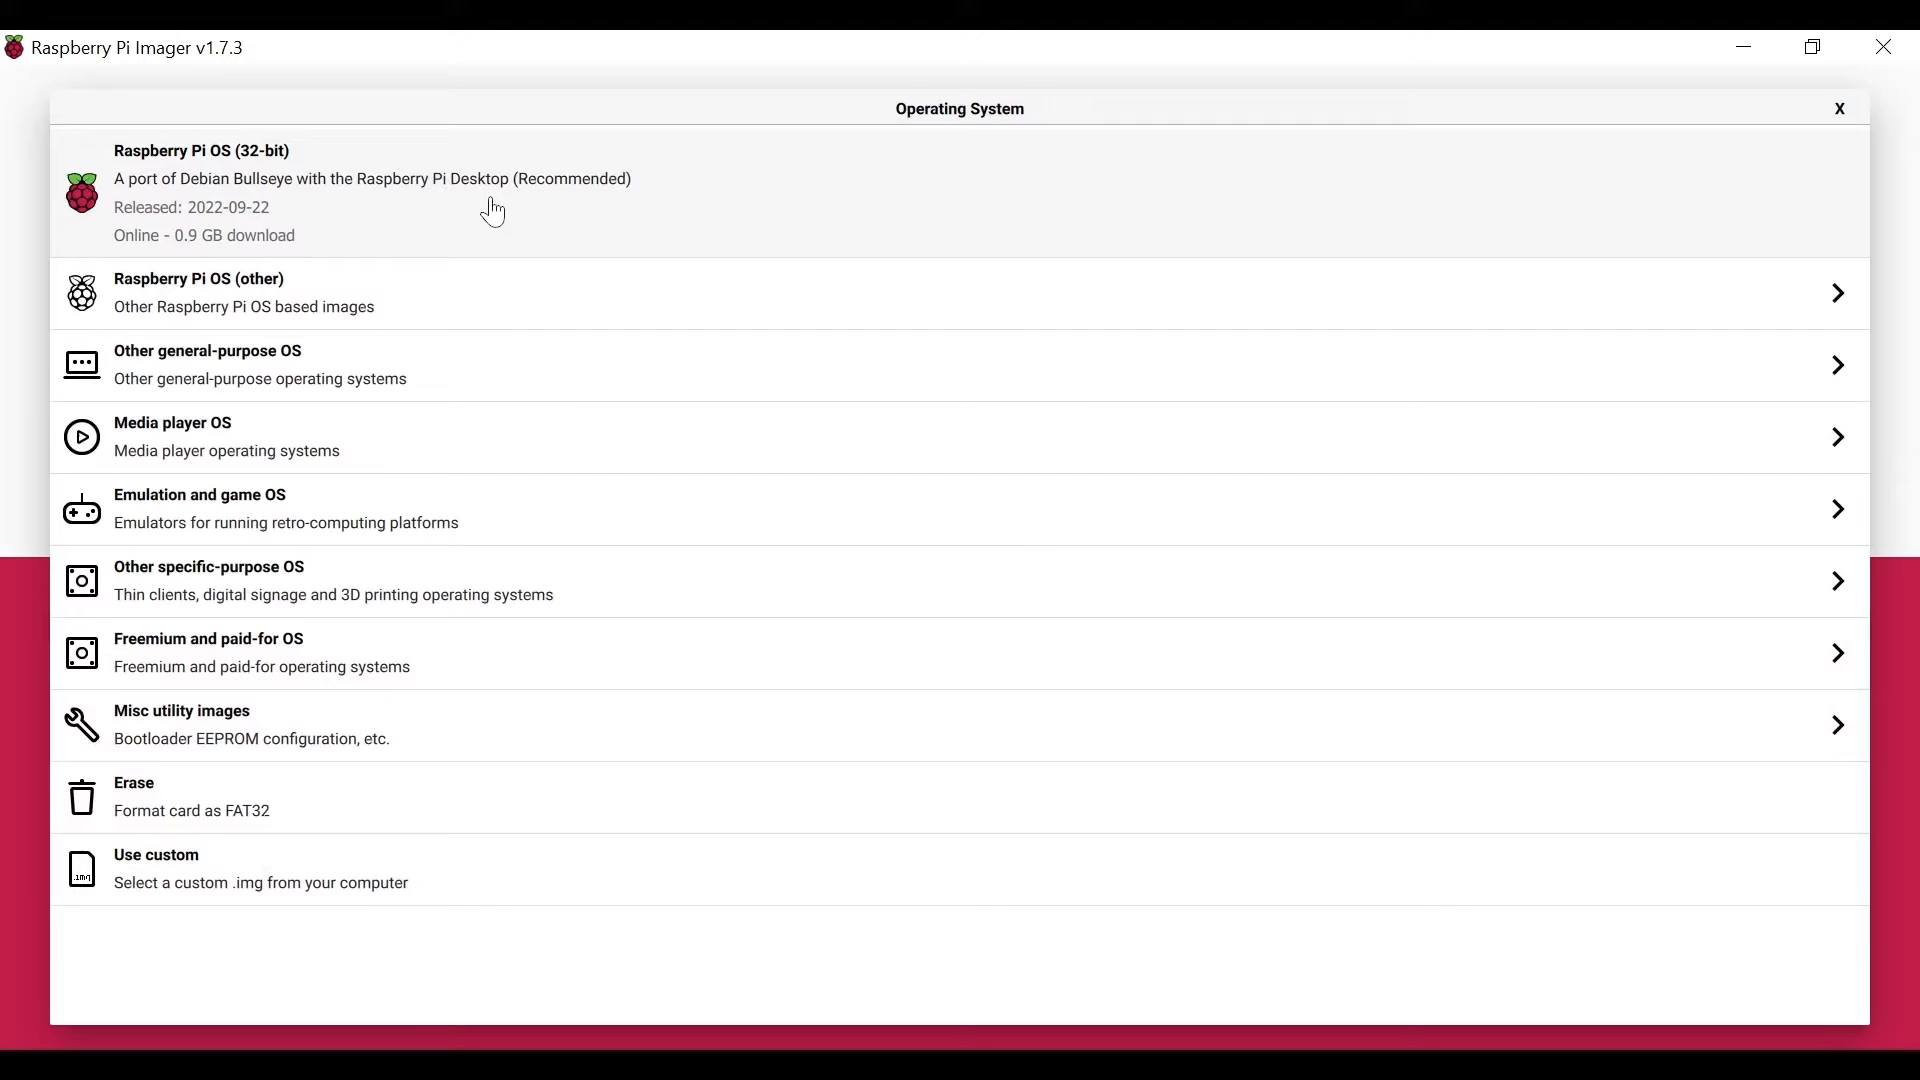 Raspberry Pi Imager v1.7.3
Operating System
X
Raspberry Pi OS (32-bit)
A port of Debian Bullseye with the Raspberry Pi Desktop (Recommended)
Released: 2022-09-22
Online - 0.9 GB download
Raspberry Pi OS (other)
Other Raspberry Pi OS based images
Other general-purpose OS
Other general-purpose operating systems
Media player OS
Media player operating systems
Emulation and game OS
Emulators for running retro-computing platforms
Other specific-purpose OS
Thin clients, digital signage and 3D printing operating systems
Freemium and paid-for OS
Freemium and paid-for operating systems
Misc utility images
Bootloader EEPROM configuration, etc.
Erase
Format card as FAT32
Use custom
.img
Select a custom .img from your computer